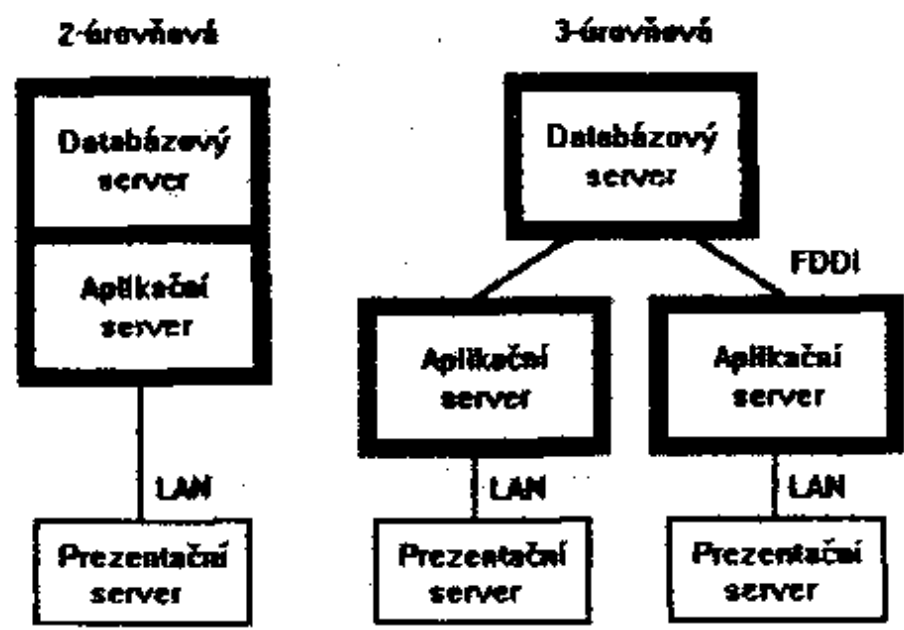 2-úrovňová
Databázový
server
Aplikační
server
LAN
Prezentační
server
3-úrovňová
Databázový
server
FDDI
Aplikační
server
Aplikační
server
LAN
LAN
Prezentační
server
Prezentační
server